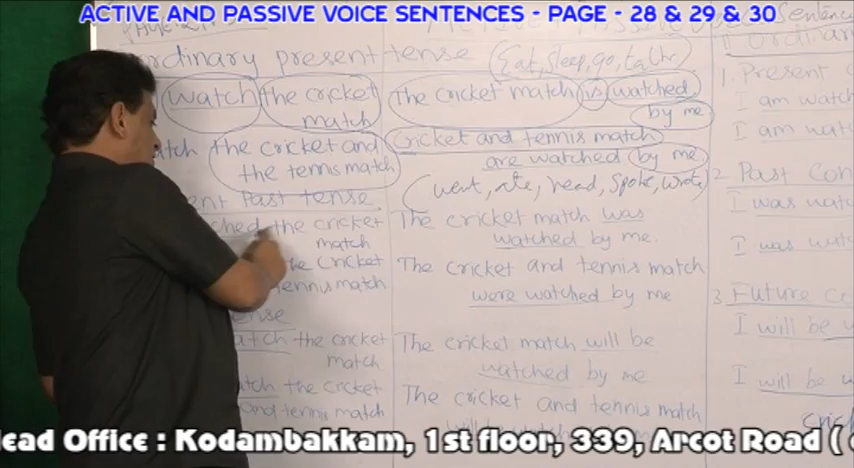 ACTIVE AND PASSIVE VOICE SENTENCES - PAGE - 28 & 29 & 30
ordinary present tense (Eat, Sleep, go, talk)
watch the cricket
match
the cricket and
the tennis match
Past tense
the cricket
match
the cricket
tennis match
the cricket
match
the cricket
and tennis match
The cricket match is watched
by me
Cricket and tennis match
are watched by me
(went, ate, read, Spoke, wrote)
The cricket match was
watched by me.
The cricket and tennis match
were watched by me
The cricket match will be
watched by me
The cricket and tennis match
1. Present
I am
I am
2. Past
I was
I was
3. Future
I will be
I will be
Head Office : Kodambakkam, 1st floor, 339, Arcot Road (